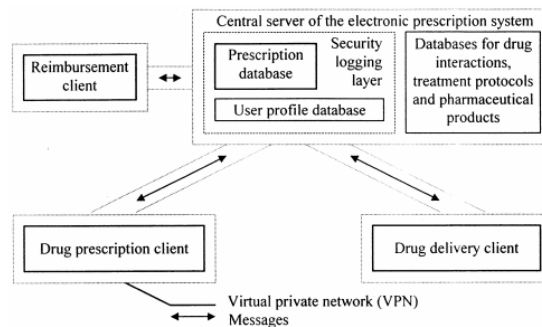 Central server of the electronic prescription system
Reimbursement
client
Prescription
database
Security
logging
layer
User profile database
Databases for drug
interactions,
treatment protocols
and pharmaceutical
products
Drug prescription client
Drug delivery client
Virtual private network (VPN)
Messages